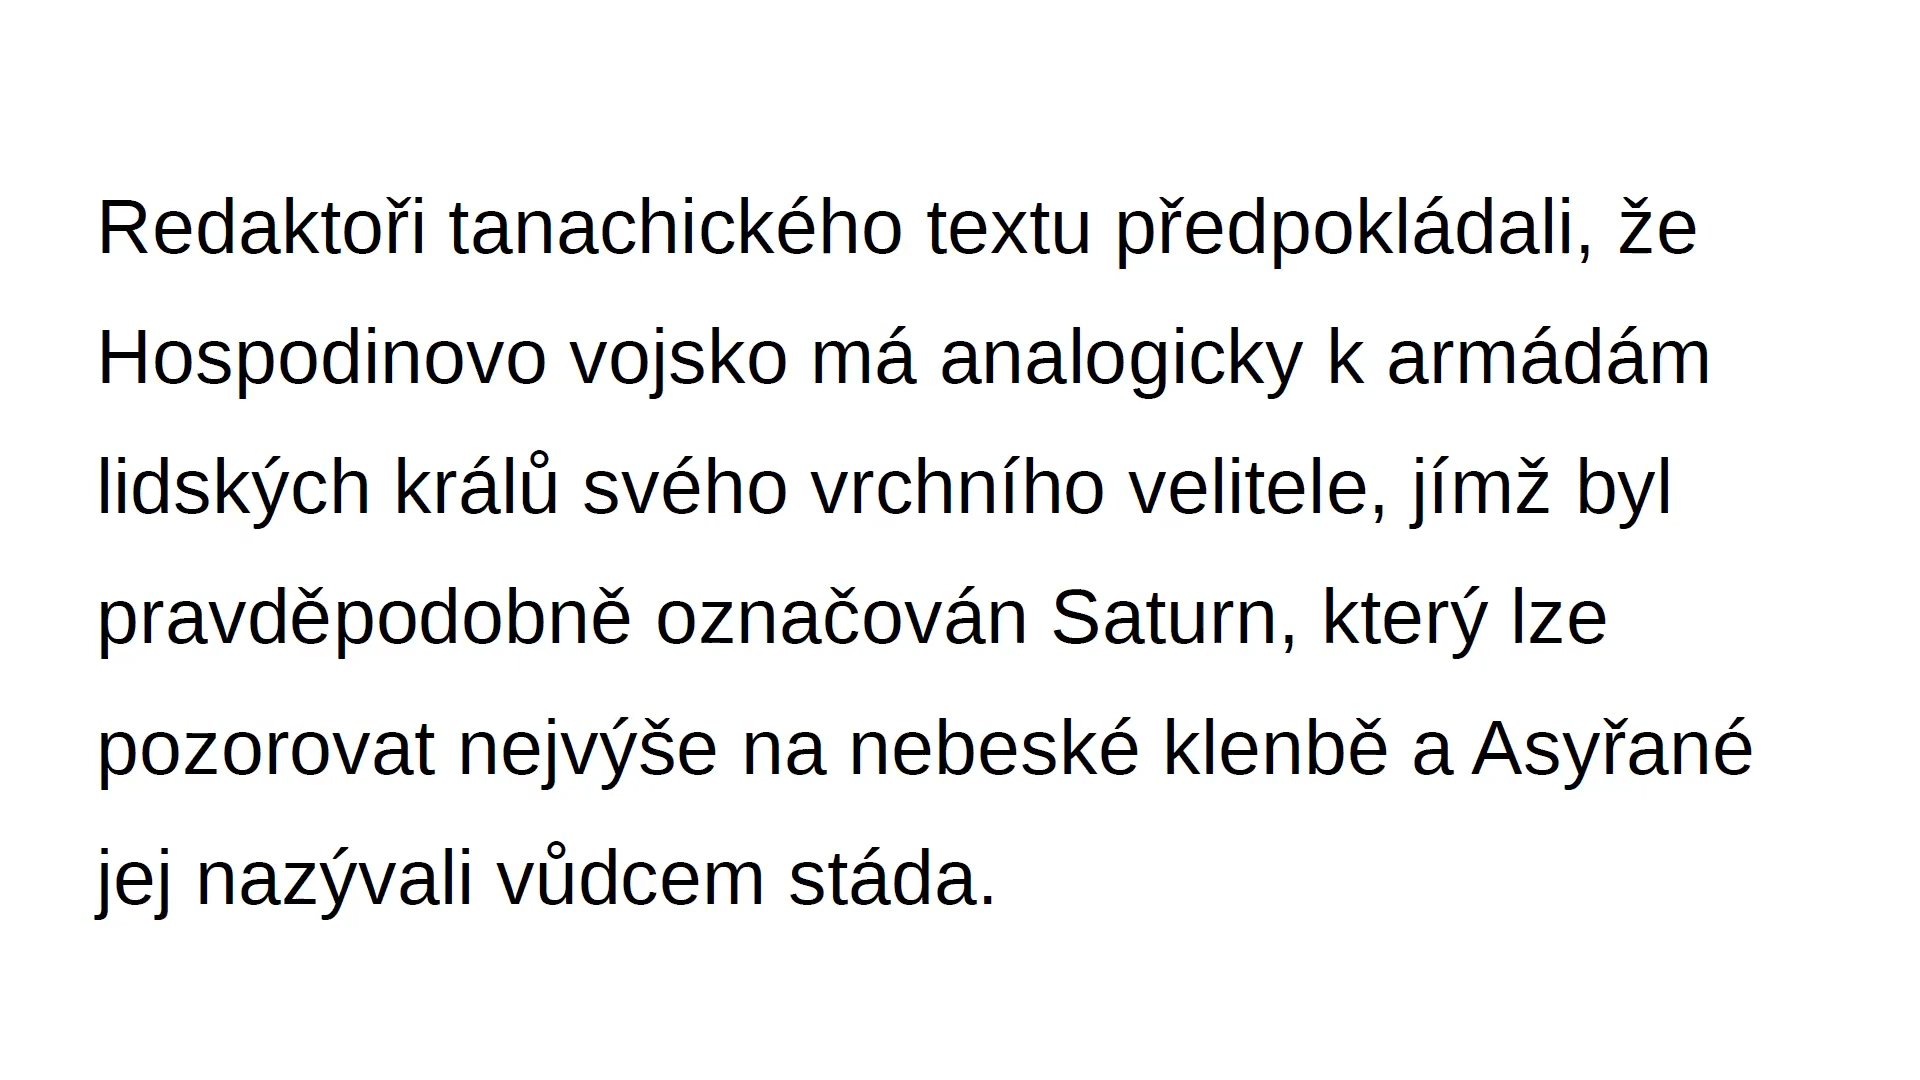 Redaktoři tanachického textu předpokládali, že
Hospodinovo vojsko má analogicky k armádám
lidských králů svého vrchního velitele, jímž byl
pravděpodobně označován Saturn, který lze
pozorovat nejvýše na nebeské klenbě a Asyřané
jej nazývali vůdcem stáda.